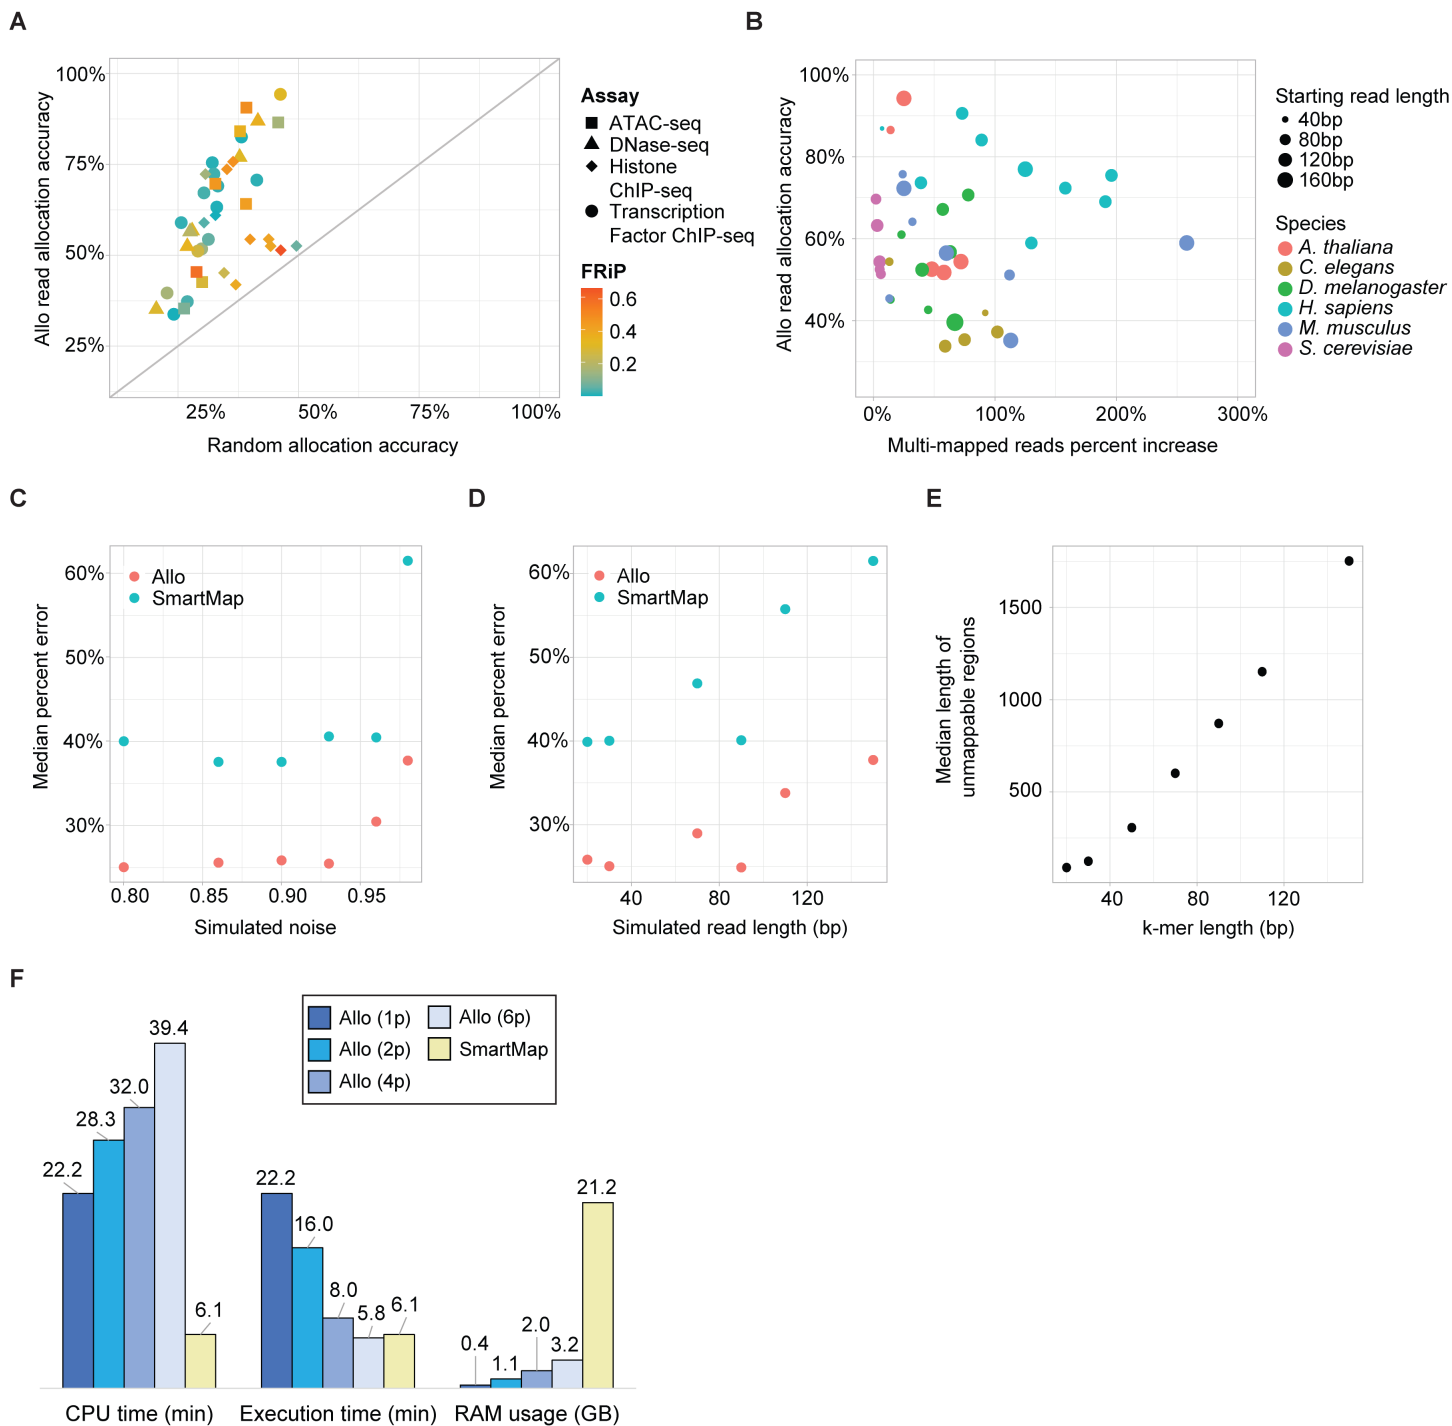 A
100%
75%
50%
25%
Allo read allocation accuracy
25%
50%
75%
100%
Random allocation accuracy
Assay
ATAC-seq
DNase-seq
Histone
ChIP-seq
Transcription
Factor ChIP-seq
FRiP
0.6
0.4
0.2
B
100%
80%
60%
40%
Allo read allocation accuracy
0%
100%
200%
300%
Multi-mapped reads percent increase
Starting read length
40bp
80bp
120bp
160bp
Species
A. thaliana
C. elegans
D. melanogaster
H. sapiens
M. musculus
S. cerevisiae
C
60%
50%
40%
30%
Median percent error
Allo
SmartMap
0.80
0.85
0.90
0.95
Simulated noise
D
60%
50%
40%
30%
Median percent error
Allo
SmartMap
40
80
120
Simulated read length (bp)
E
1500
1000
500
Median length of
unmappable regions
40
80
120
k-mer length (bp)
F
Allo (1p)
Allo (2p)
Allo (4p)
Allo (6p)
SmartMap
22.2
28.3
32.0
39.4
6.1
CPU time (min)
22.2
16.0
8.0
5.8
6.1
Execution time (min)
0.4
1.1
2.0
3.2
21.2
RAM usage (GB)